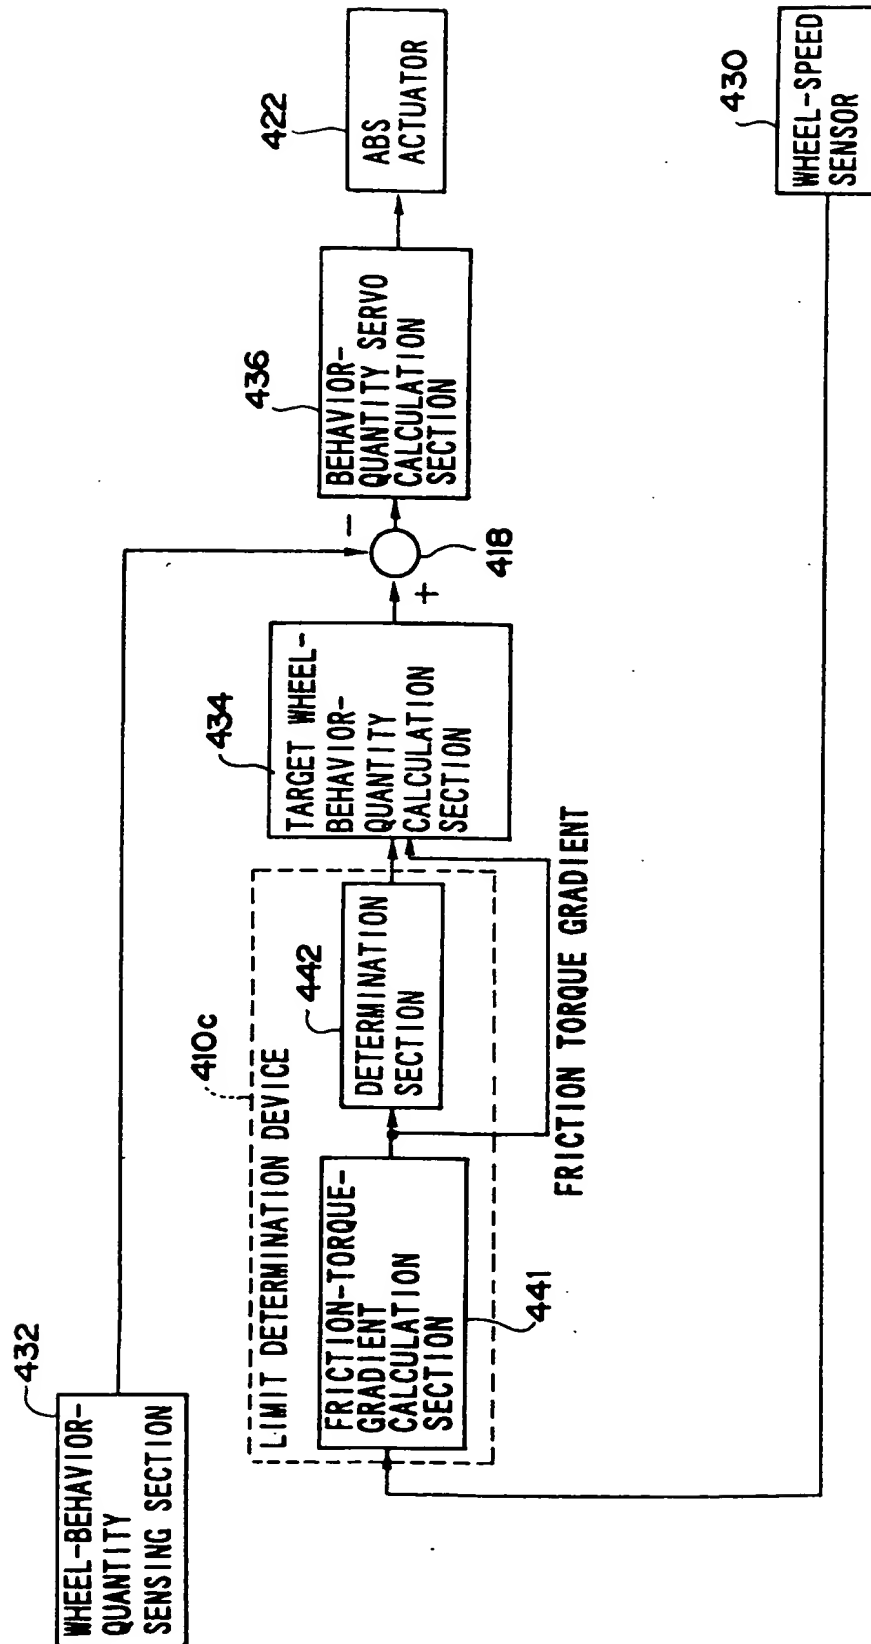 432
WHEEL-BEHAVIOR-
QUANTITY
SENSING SECTION
410c
LIMIT DETERMINATION DEVICE
FRICTION-TORQUE-
GRADIENT
CALCULATION
SECTION
441
442
DETERMINATION
SECTION
FRICTION TORQUE GRADIENT
434
TARGET WHEEL-
BEHAVIOR-
QUANTITY
CALCULATION
SECTION
+
-
418
436
BEHAVIOR-
QUANTITY SERVO
CALCULATION
SECTION
422
ABS
ACTUATOR
430
WHEEL-SPEED
SENSOR